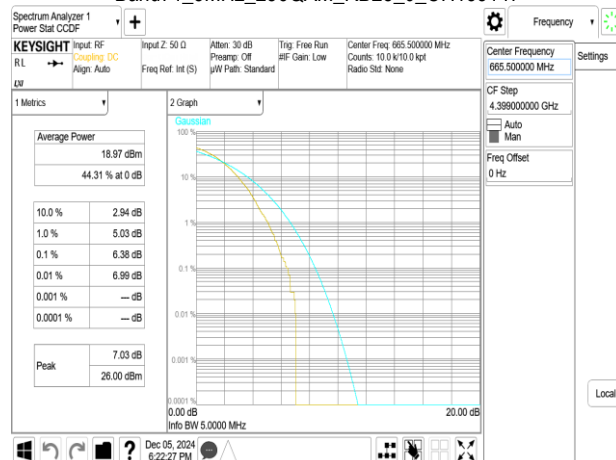 Spectrum Analyzer 1
Power Stat CCDF
Frequency
KEYSIGHT
RL
LXI
Input: RF
Coupling: DC
Align: Auto
Input Z: 50 Ω
Freq Ref: Int (S)
Atten: 30 dB
Preamp: Off
µW Path: Standard
Trig: Free Run
#IF Gain: Low
Center Freq: 665.500000 MHz
Counts: 10.0 k/10.0 kpt
Radio Std: None
Center Frequency
665.500000 MHz
Settings
CF Step
4.399000000 GHz
Auto
Man
Freq Offset
0 Hz
1 Metrics
2 Graph
Gaussian
Average Power
18.97 dBm
44.31 % at 0 dB
10.0 % 2.94 dB
1.0 % 5.03 dB
0.1 % 6.38 dB
0.01 % 6.99 dB
0.001 % --- dB
0.0001 % --- dB
Peak
7.03 dB
26.00 dBm
100 %
10 %
1 %
0.1 %
0.01 %
0.001 %
0.0001 %
0.00 dB
20.00 dB
Info BW 5.0000 MHz
Local
?
Dec 05, 2024
6:22:27 PM